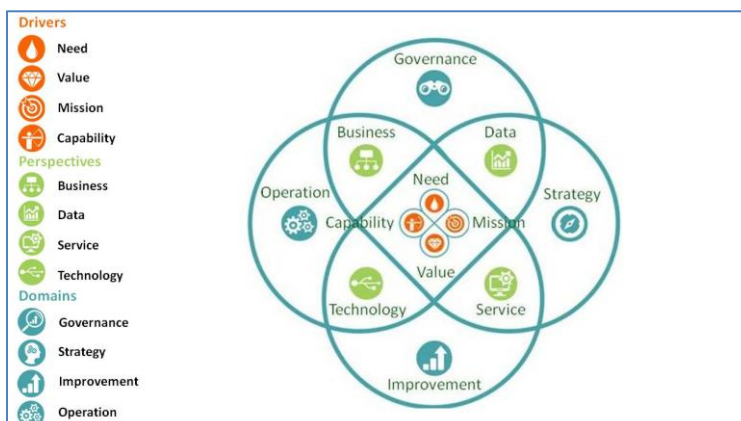 Drivers
Need
Value
Mission
Capability
Perspectives
Business
Data
Service
Technology
Domains
Governance
Strategy
Improvement
Operation
Governance
Business
Data
Need
Operation
Strategy
Capability
Mission
Value
Technology
Service
Improvement